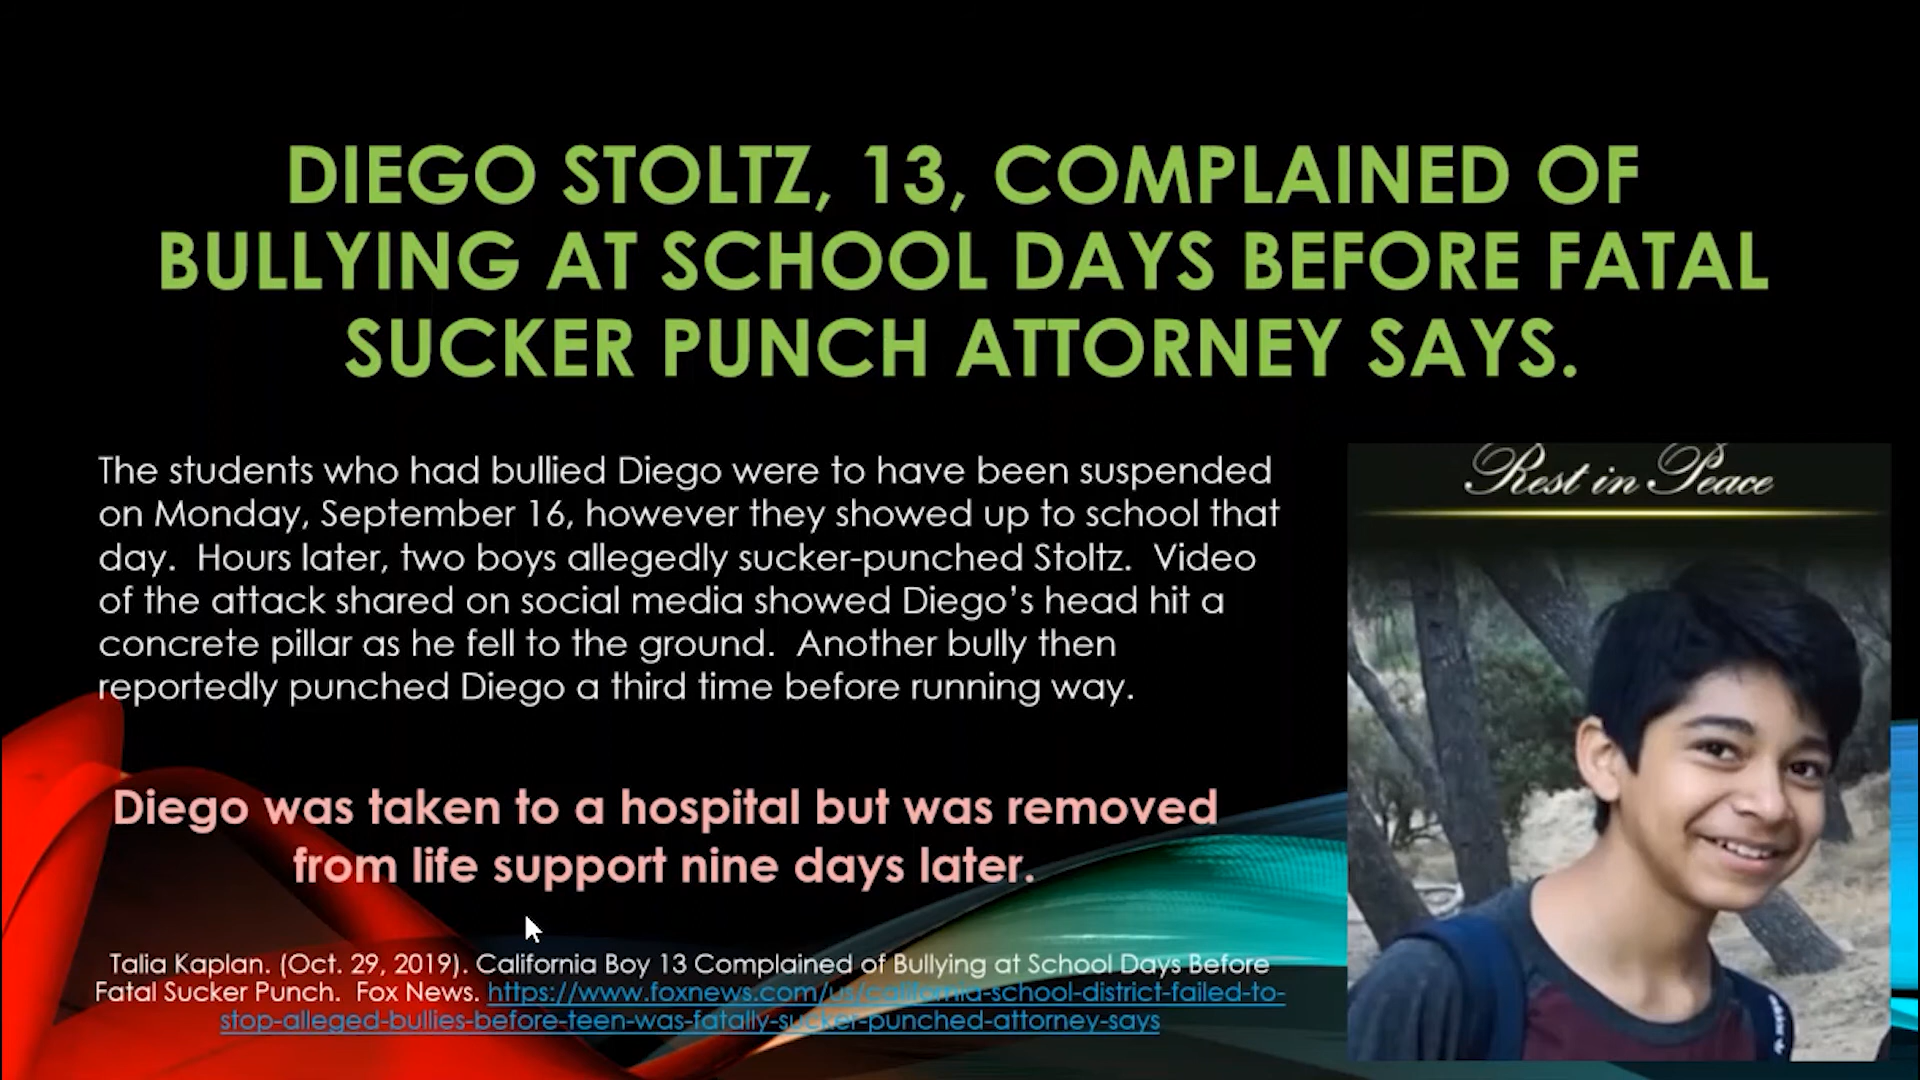 DIEGO STOLTZ, 13, COMPLAINED OF
BULLYING AT SCHOOL DAYS BEFORE FATAL
SUCKER PUNCH ATTORNEY SAYS.
The students who had bullied Diego were to have been suspended
on Monday, September 16, however they showed up to school that
day. Hours later, two boys allegedly sucker-punched Stoltz. Video
of the attack shared on social media showed Diego's head hit a
concrete pillar as he fell to the ground. Another bully then
reportedly punched Diego a third time before running way.
Rest in Peace
Diego was taken to a hospital but was removed
from life support nine days later.
Talia Kaplan. (Oct. 29, 2019). California Boy 13 Complained of Bullying at School Days Before
Fatal Sucker Punch. Fox News. https://www.foxnews.com/us/california-school-district-failed-to-
stop-alleged-bullies-before-teen-was-fatally-sucker-punched-attorney-says